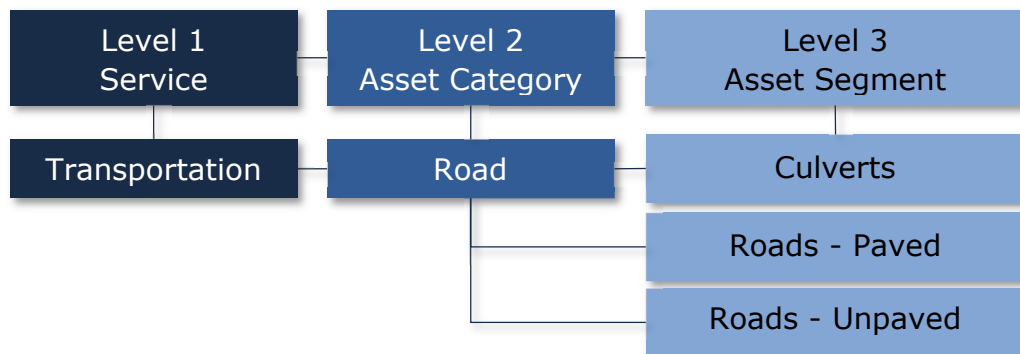 Level 1
Service
Level 2
Asset Category
Level 3
Asset Segment
Transportation
Road
Culverts
Roads - Paved
Roads - Unpaved